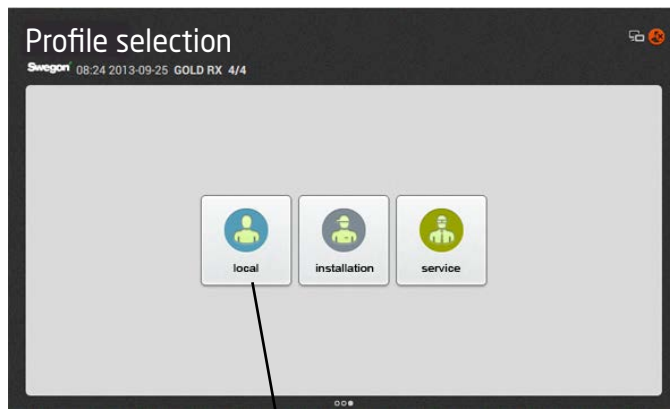 Profile selection
Swegon 08:24 2013-09-25 GOLD RX 4/4
local installation service